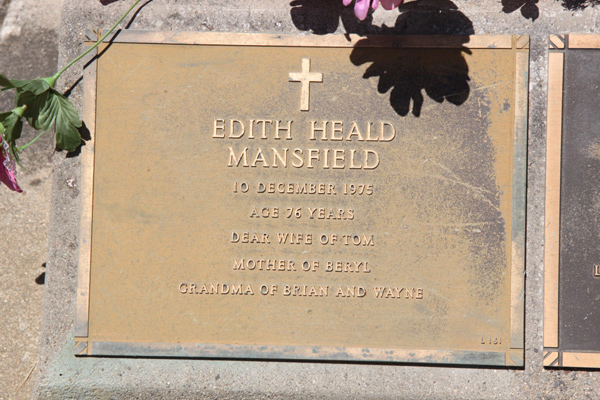 EDITH HEALD
MANSFIELD
10 DECEMBER 1975
AGE 76 YEARS
DEAR WIFE OF TOM
MOTHER OF BERYL
GRANDMA OF BRIAN AND WAYNE
L 151